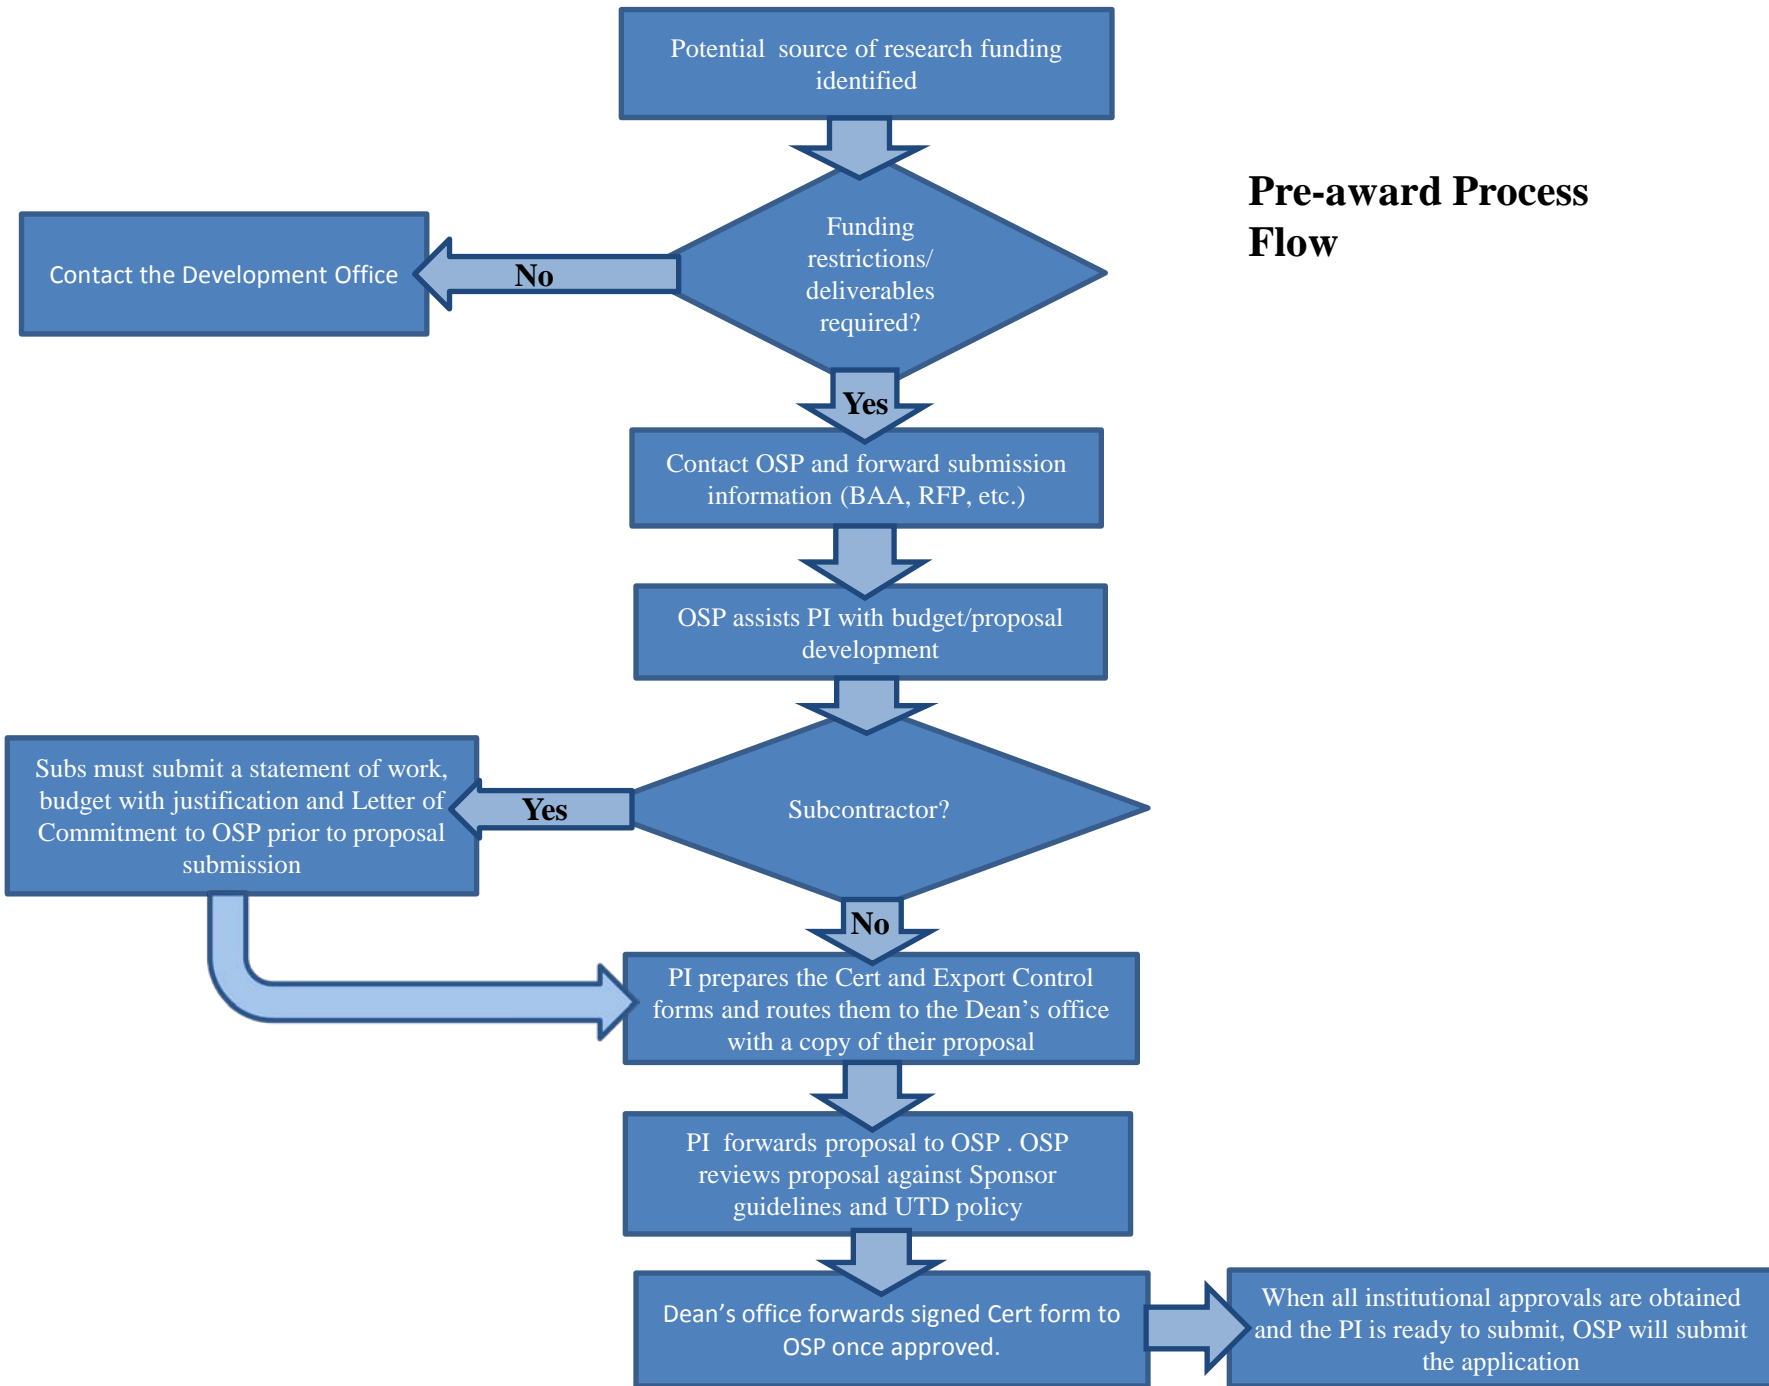 Potential  source of research funding
identified
Pre-award Process
Flow
Funding
restrictions/
deliverables
required?
No
Contact the Development Office
Yes
Contact OSP and forward submission
information (BAA, RFP, etc.)
OSP assists PI with budget/proposal
development
Subcontractor?
Yes
Subs must submit a statement of work,
budget with justification and Letter of
Commitment to OSP prior to proposal
submission
No
PI prepares the Cert and Export Control
forms and routes them to the Dean’s office
with a copy of their proposal
PI  forwards proposal to OSP . OSP
reviews proposal against Sponsor
guidelines and UTD policy
Dean’s office forwards signed Cert form to
OSP once approved.
When all institutional approvals are obtained
and the PI is ready to submit, OSP will submit
the application